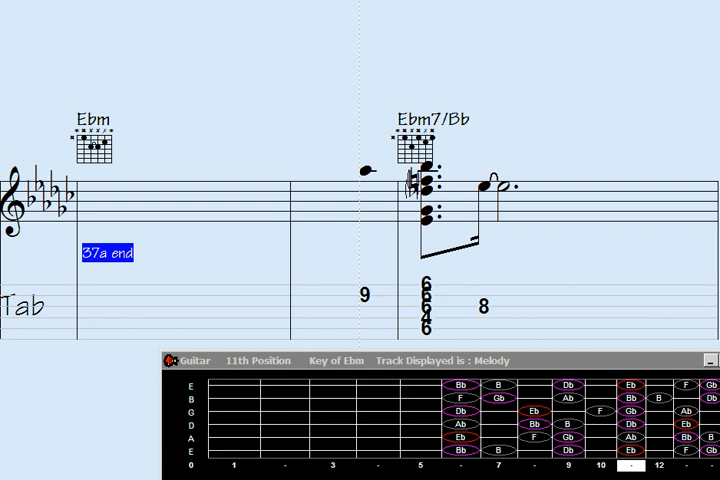 Ebm Ebm7/Bb
37a end
Tab 9 6 6 6 4 6 8
Guitar 11th Position Key of Ebm Track Displayed is : Melody
E Bb B Db Eb F Gb
B F Gb Ab Bb B Db
G Db Eb F Gb Ab
D Ab Bb B Db Eb
A Eb F Gb Ab Bb B
E Bb B Db Eb F Gb
0 1 - 3 - 5 - 7 - 9 10 - 12 - -